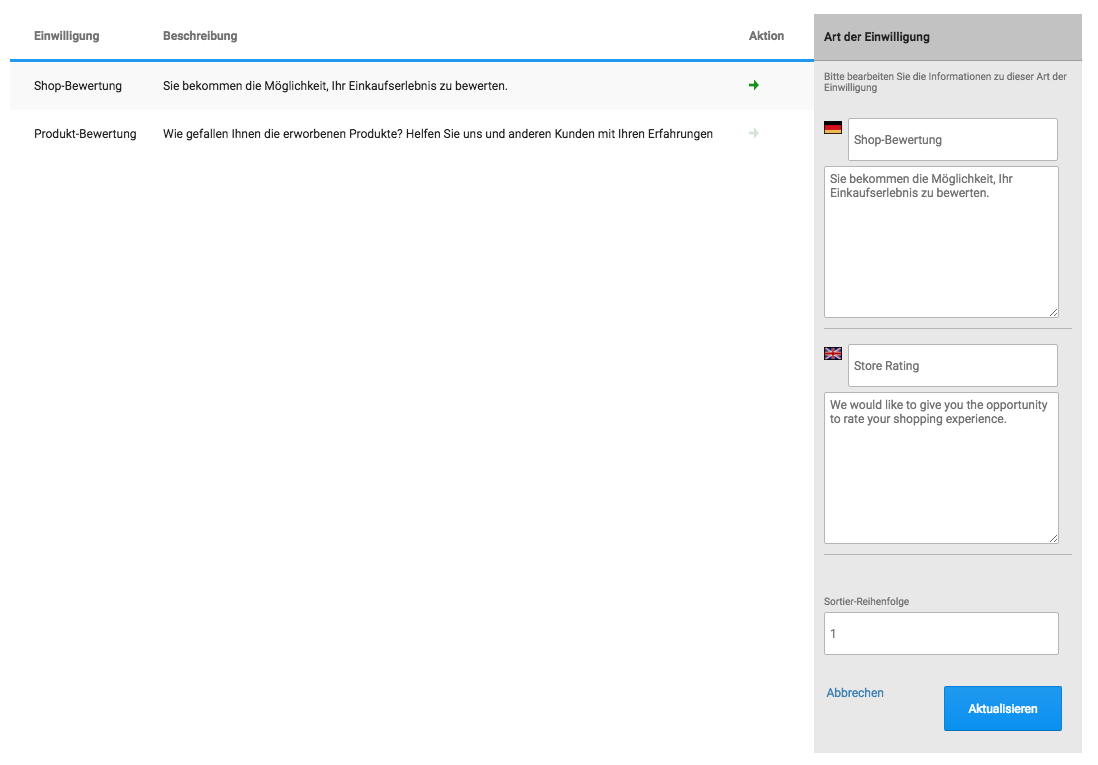 Einwilligung Beschreibung Aktion
Shop-Bewertung Sie bekommen die Möglichkeit, Ihr Einkaufserlebnis zu bewerten.
Produkt-Bewertung Wie gefallen Ihnen die erworbenen Produkte? Helfen Sie uns und anderen Kunden mit Ihren Erfahrungen
Art der Einwilligung
Bitte bearbeiten Sie die Informationen zu dieser Art der
Einwilligung
Shop-Bewertung
Sie bekommen die Möglichkeit, Ihr
Einkaufserlebnis zu bewerten.
Store Rating
We would like to give you the opportunity
to rate your shopping experience.
Sortier-Reihenfolge
1
Abbrechen Aktualisieren